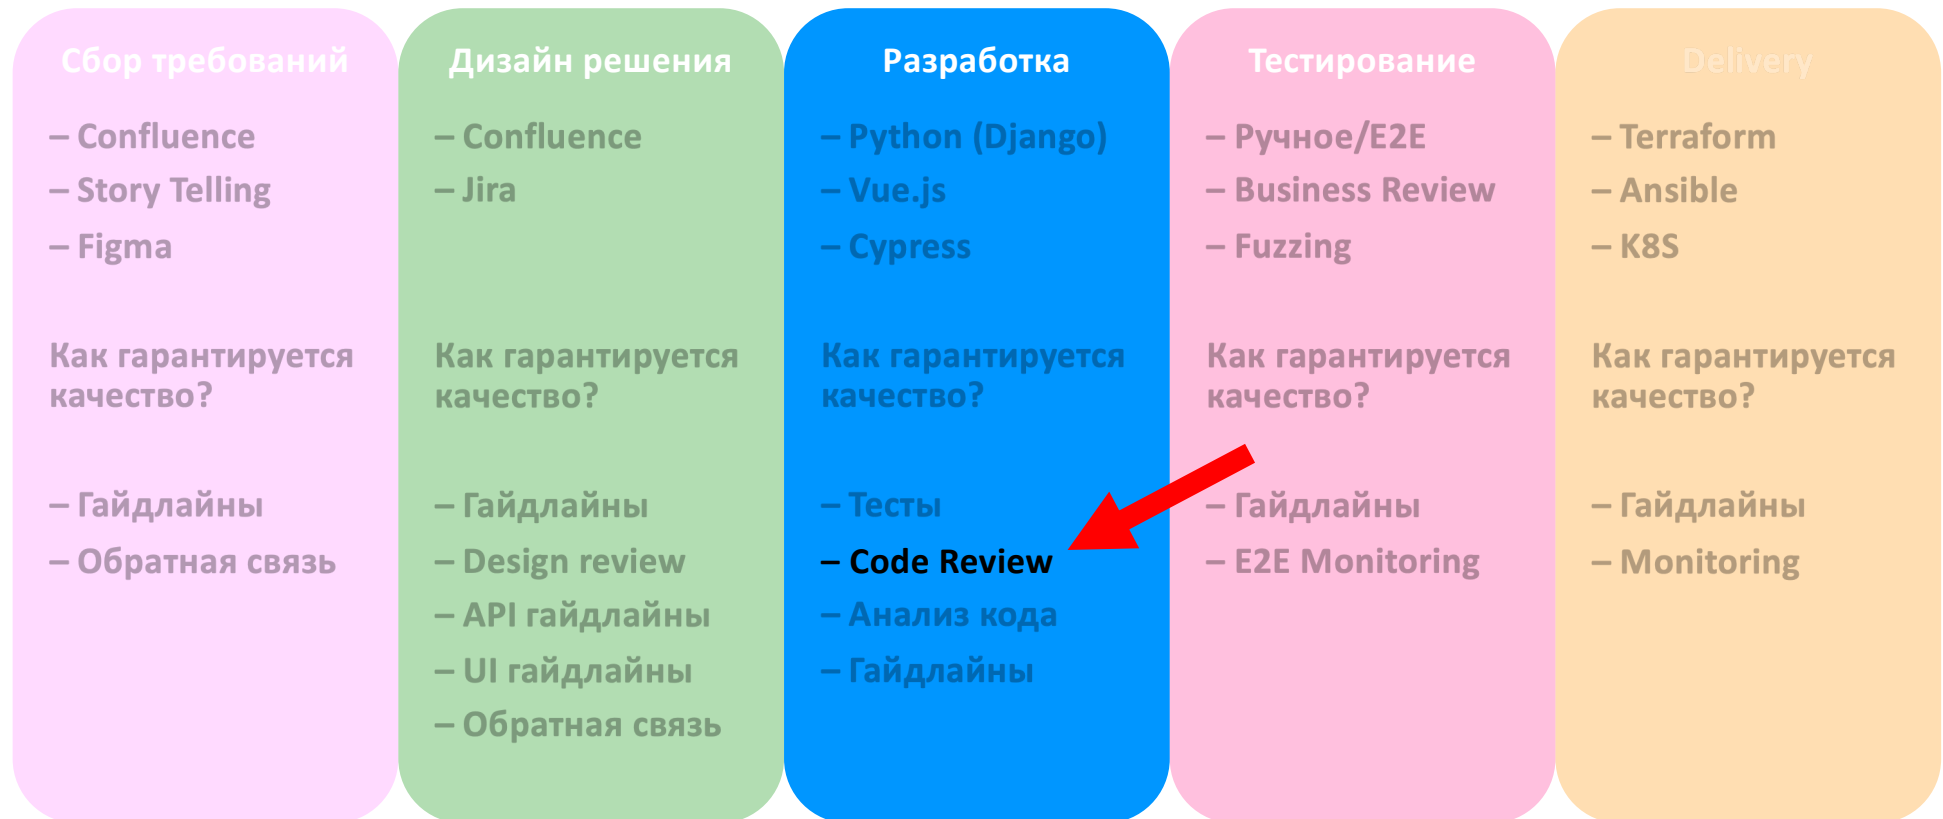 Сбор требований
– Confluence
– Story Telling
– Figma
Как гарантируется
качество?
– Гайдлайны
– Обратная связь
Дизайн решения
– Confluence
– Jira
Как гарантируется
качество?
– Гайдлайны
– Design review
– API гайдлайны
– UI гайдлайны
– Обратная связь
Разработка
– Python (Django)
– Vue.js
– Cypress
Как гарантируется
качество?
– Тесты
– Code Review
– Анализ кода
– Гайдлайны
Тестирование
– Ручное/E2E
– Business Review
– Fuzzing
Как гарантируется
качество?
– Гайдлайны
– E2E Monitoring
Delivery
– Terraform
– Ansible
– K8S
Как гарантируется
качество?
– Гайдлайны
– Monitoring